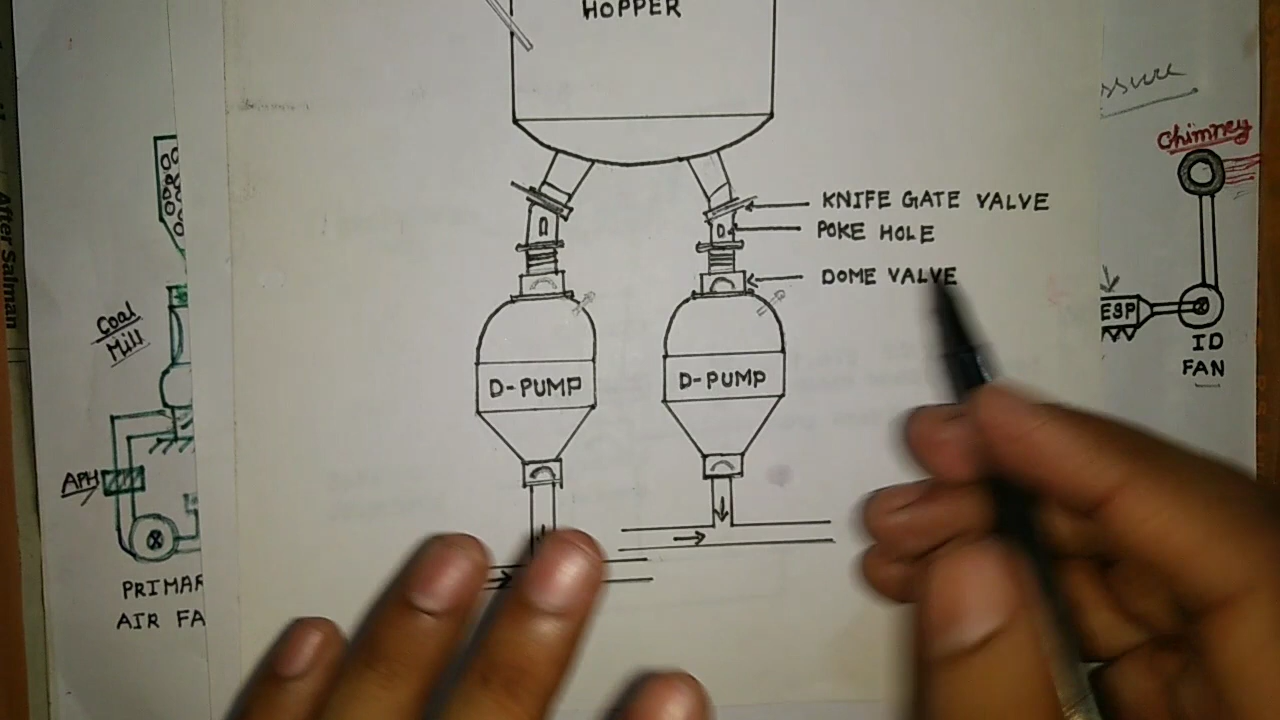 HOPPER
KNIFE GATE VALVE
POKE HOLE
DOME VALVE
D-PUMP
D-PUMP
After Salman
Coal
Mill
APH
PRIMAR
AIR FA
ssure
Chimney
ESP
ID
FAN